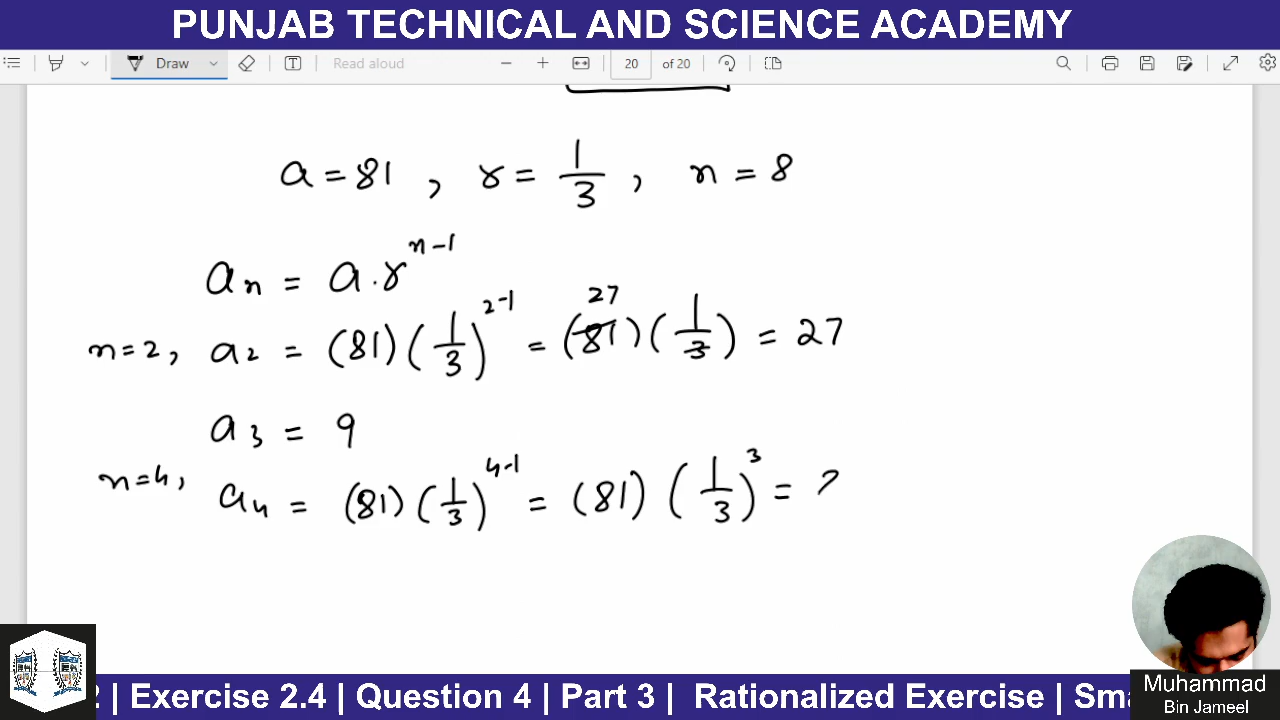 PUNJAB TECHNICAL AND SCIENCE ACADEMY
Draw Read aloud 20 of 20
a = 81 , r = 1/3 , n = 8
aₙ = a·rⁿ⁻¹
n=2, a₂ = (81)(1/3)²⁻¹ = (81)(1/3) = 27
27
a₃ = 9
n=4, a₄ = (81)(1/3)⁴⁻¹ = (81)(1/3)³ =
2 | Exercise 2.4 | Question 4 | Part 3 | Rationalized Exercise | Sma
Muhammad
Bin Jameel